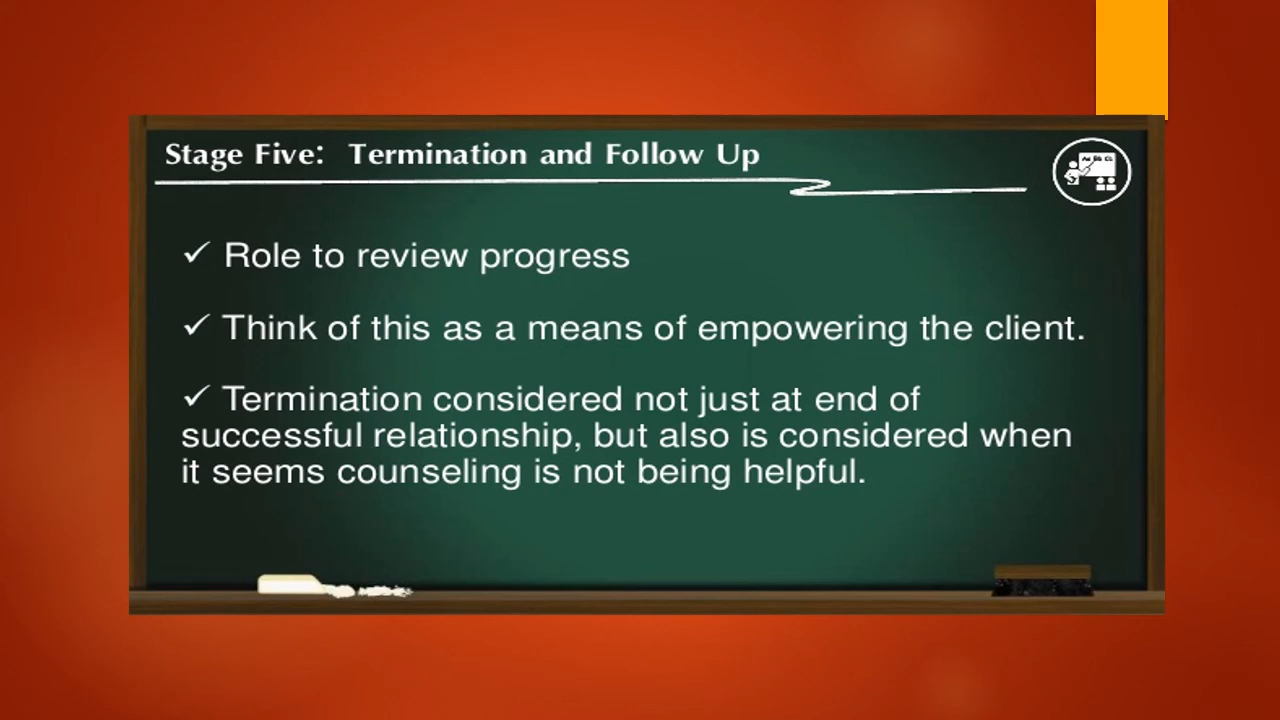 Stage Five: Termination and Follow Up
✓ Role to review progress
✓ Think of this as a means of empowering the client.
✓ Termination considered not just at end of
successful relationship, but also is considered when
it seems counseling is not being helpful.